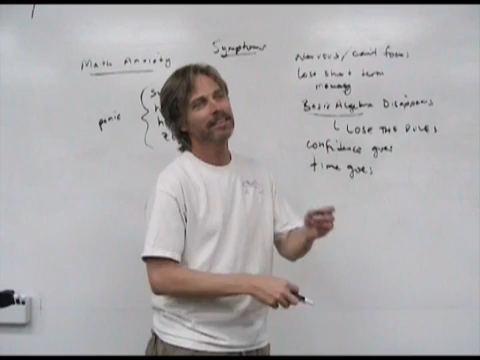 Math Anxiety
Symptoms
panic
Nervous/Can't focus
Lose short term
memory
Basic Algebra Disappears
LOSE THE RULES
confidence goes
time goes